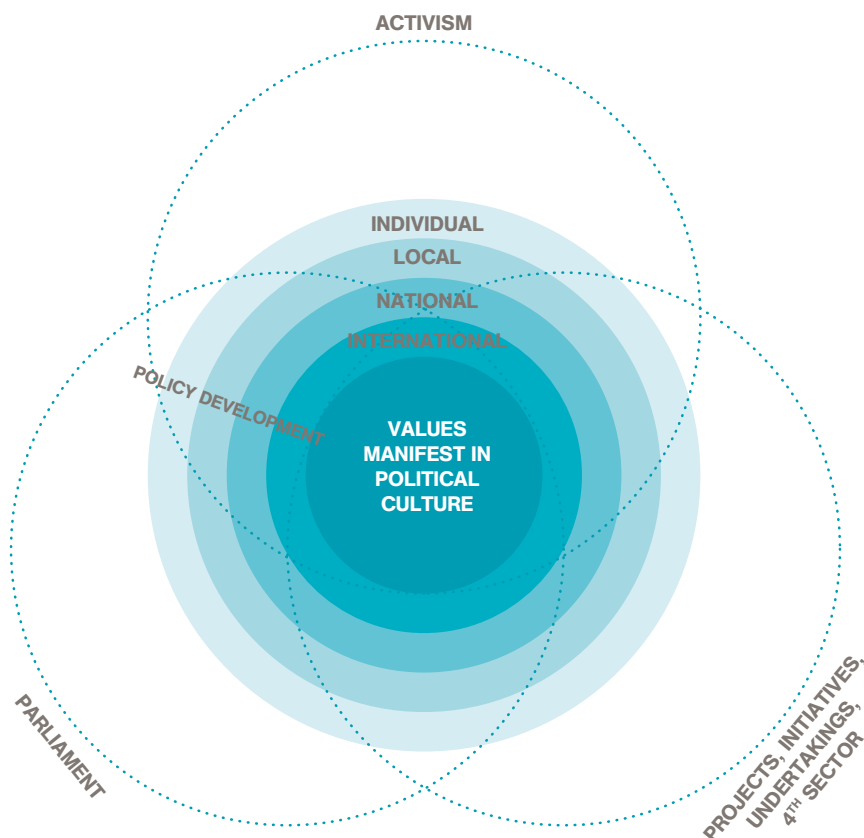 ACTIVISM
INDIVIDUAL
LOCAL
NATIONAL
INTERNATIONAL
POLICY DEVELOPMENT
VALUES
MANIFEST IN
POLITICAL
CULTURE
PARLIAMENT
PROJECTS, INITIATIVES,
UNDERTAKINGS,
4TH SECTOR